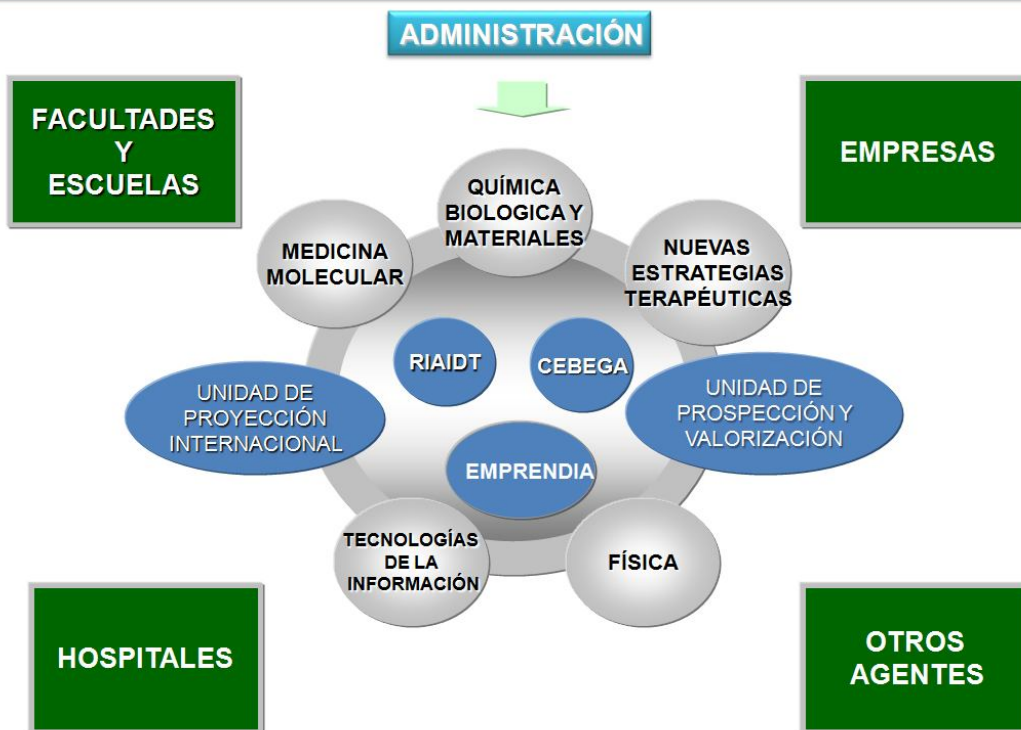 ADMINISTRACIÓN
FACULTADES
Y
ESCUELAS
EMPRESAS
QUÍMICA
BIOLOGICA Y
MATERIALES
MEDICINA
MOLECULAR
NUEVAS
ESTRATEGIAS
TERAPÉUTICAS
RIAIDT
CEBEGA
UNIDAD DE
PROYECCIÓN
INTERNACIONAL
UNIDAD DE
PROSPECCIÓN Y
VALORIZACIÓN
EMPRENDIA
TECNOLOGÍAS
DE LA
INFORMACIÓN
FÍSICA
HOSPITALES
OTROS
AGENTES